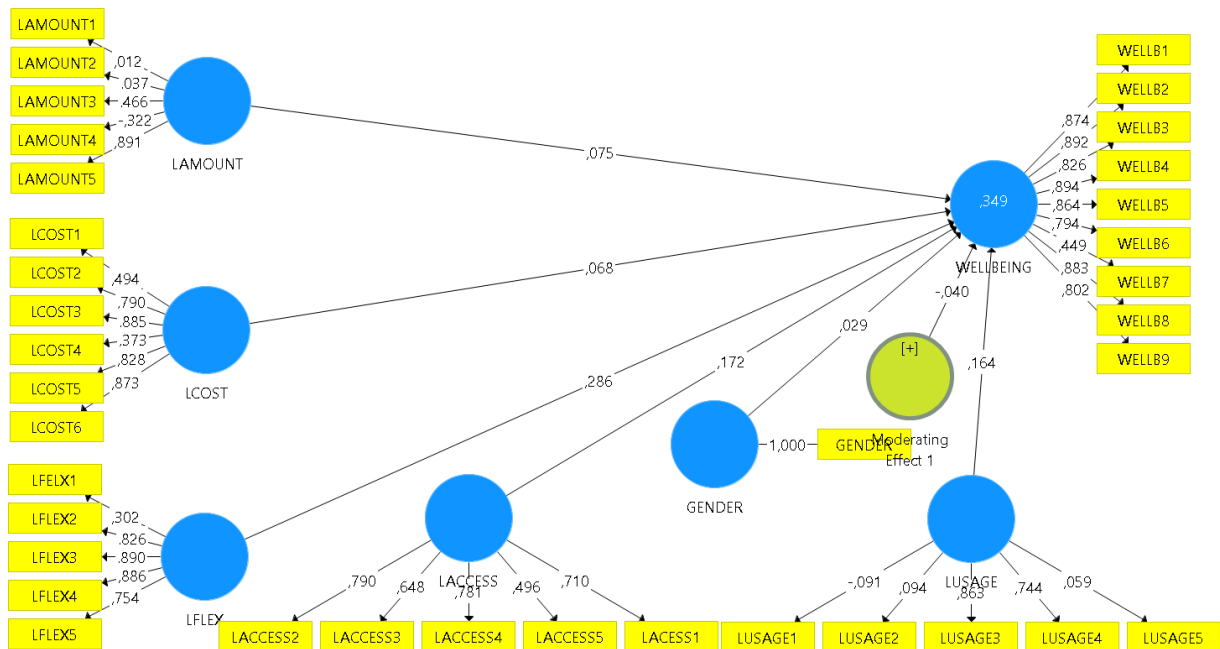 LAMOUNT1
LAMOUNT2
LAMOUNT3
LAMOUNT4
LAMOUNT5
,012
,037
,466
-,322
,891
LAMOUNT
,075
LCOST1
LCOST2
LCOST3
LCOST4
LCOST5
LCOST6
,494
,790
,885
,373
,828
,873
LCOST
,068
LFELX1
LFLEX2
LFLEX3
LFLEX4
LFLEX5
,302
,826
,890
,886
,754
LFLEX
,286
,172
,029
-,040
,164
WELLB1
WELLB2
WELLB3
WELLB4
WELLB5
WELLB6
WELLB7
WELLB8
WELLB9
,874
,892
,826
,894
,864
,794
-,449
,883
,802
,349
WELLBEING
[+]
Moderating
Effect 1
1,000
GENDER
GENDER
LACCESS
,790
,648
,781
,496
,710
LACCESS2
LACCESS3
LACCESS4
LACCESS5
LACESS1
LUSAGE
-,091
,094
,863
,744
,059
LUSAGE1
LUSAGE2
LUSAGE3
LUSAGE4
LUSAGE5